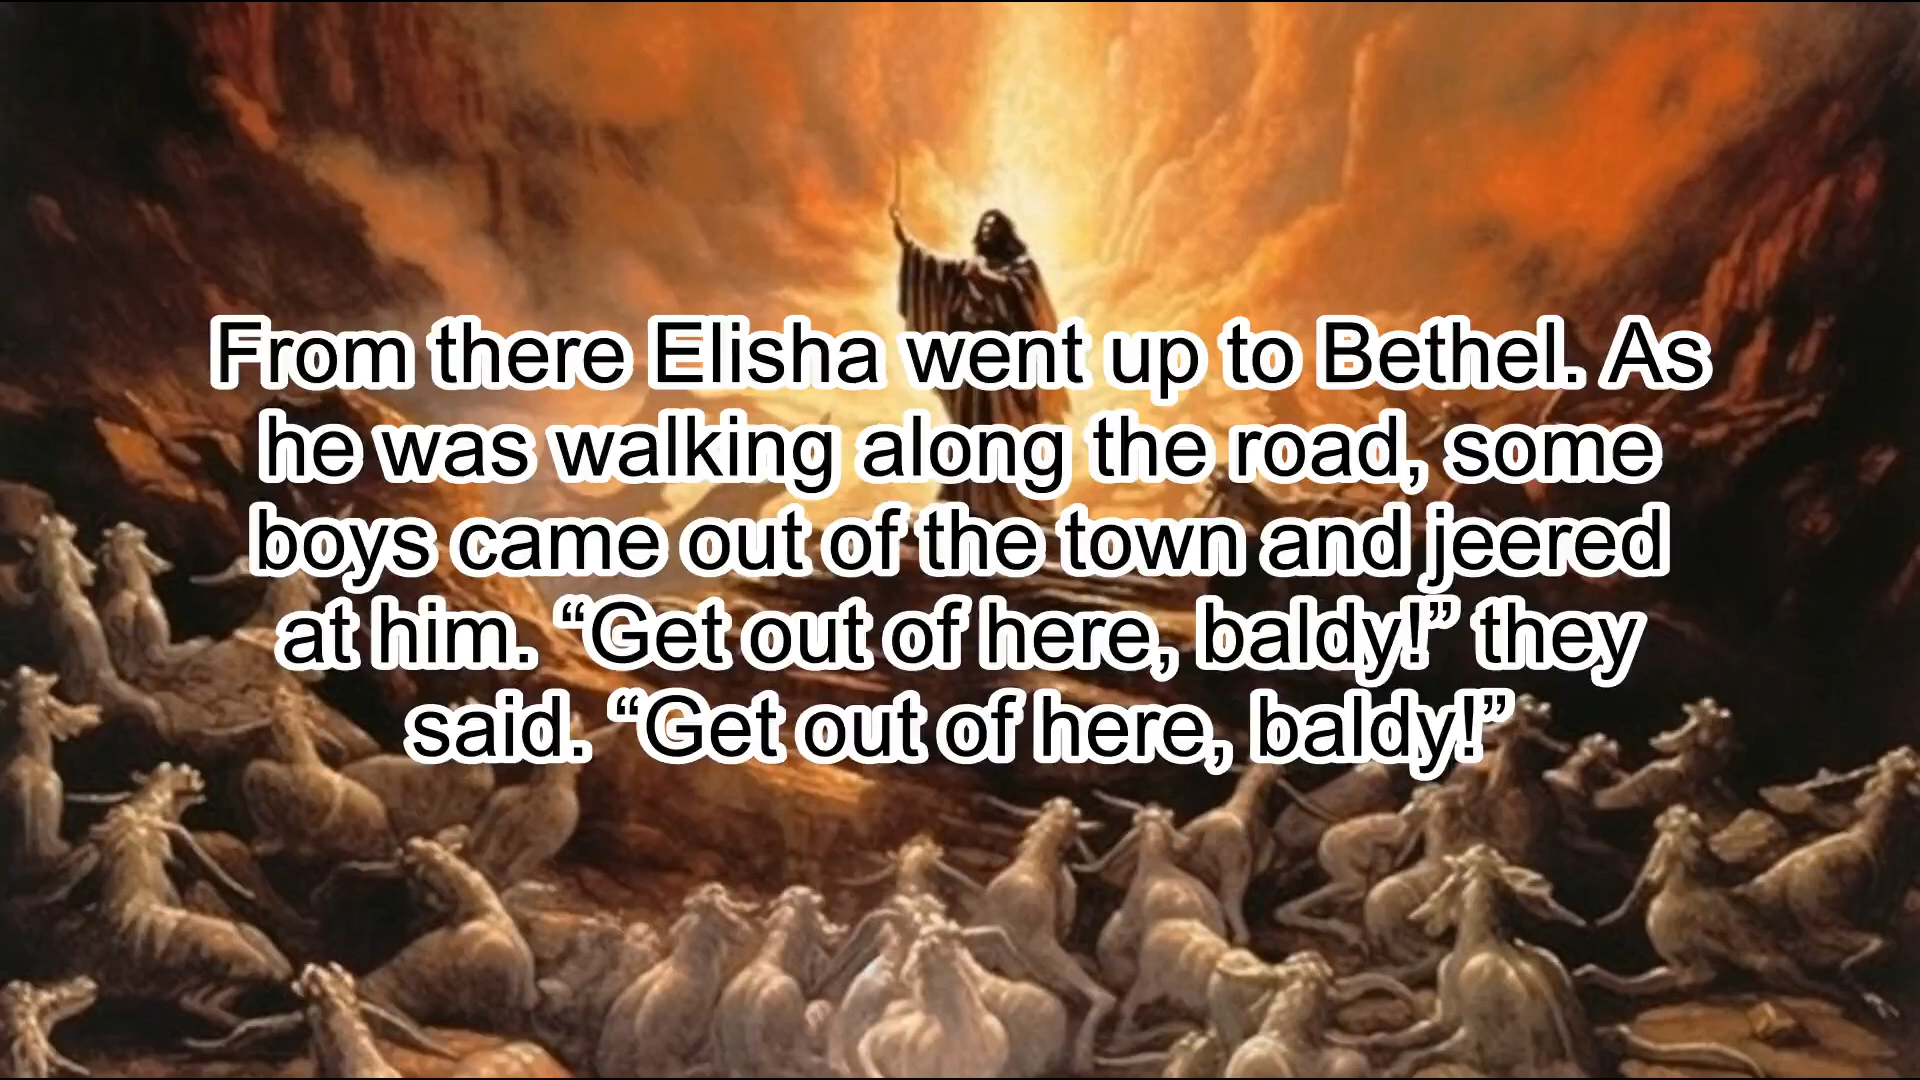 From there Elisha went up to Bethel. As
he was walking along the road, some
boys came out of the town and jeered
at him. “Get out of here, baldy!” they
said. “Get out of here, baldy!”